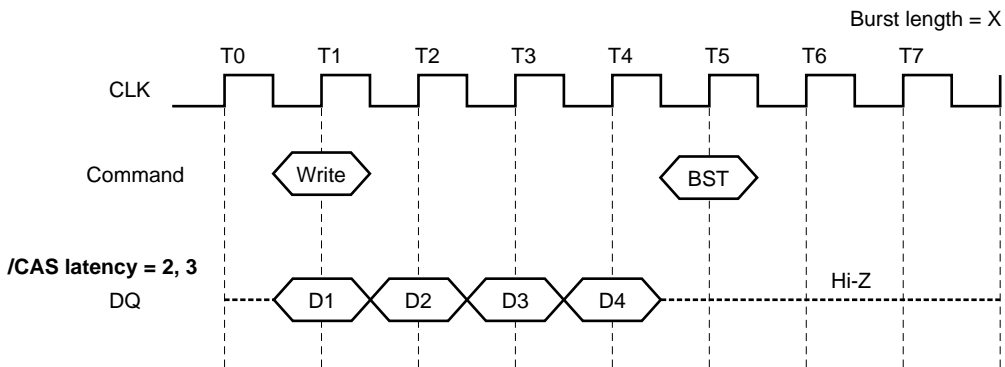 Burst length = X
T0 T1 T2 T3 T4 T5 T6 T7
CLK
Command Write BST
/CAS latency = 2, 3
Hi-Z
DQ D1 D2 D3 D4